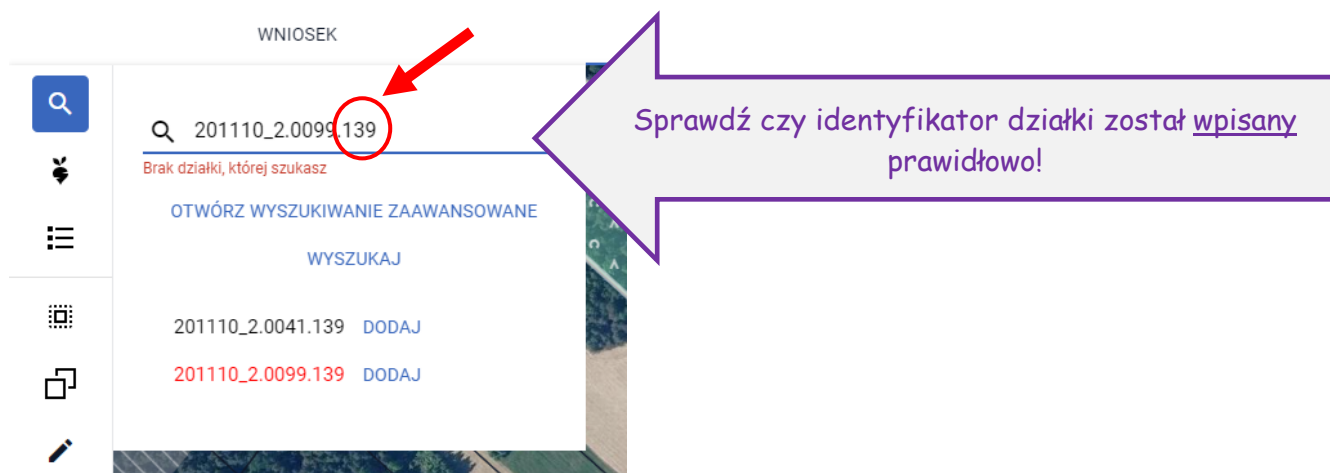 WNIOSEK
201110_2.0099.139
Brak działki, której szukasz
OTWÓRZ WYSZUKIWANIE ZAAWANSOWANE
WYSZUKAJ
201110_2.0041.139 DODAJ
201110_2.0099.139 DODAJ
Sprawdź czy identyfikator działki został wpisany
prawidłowo!